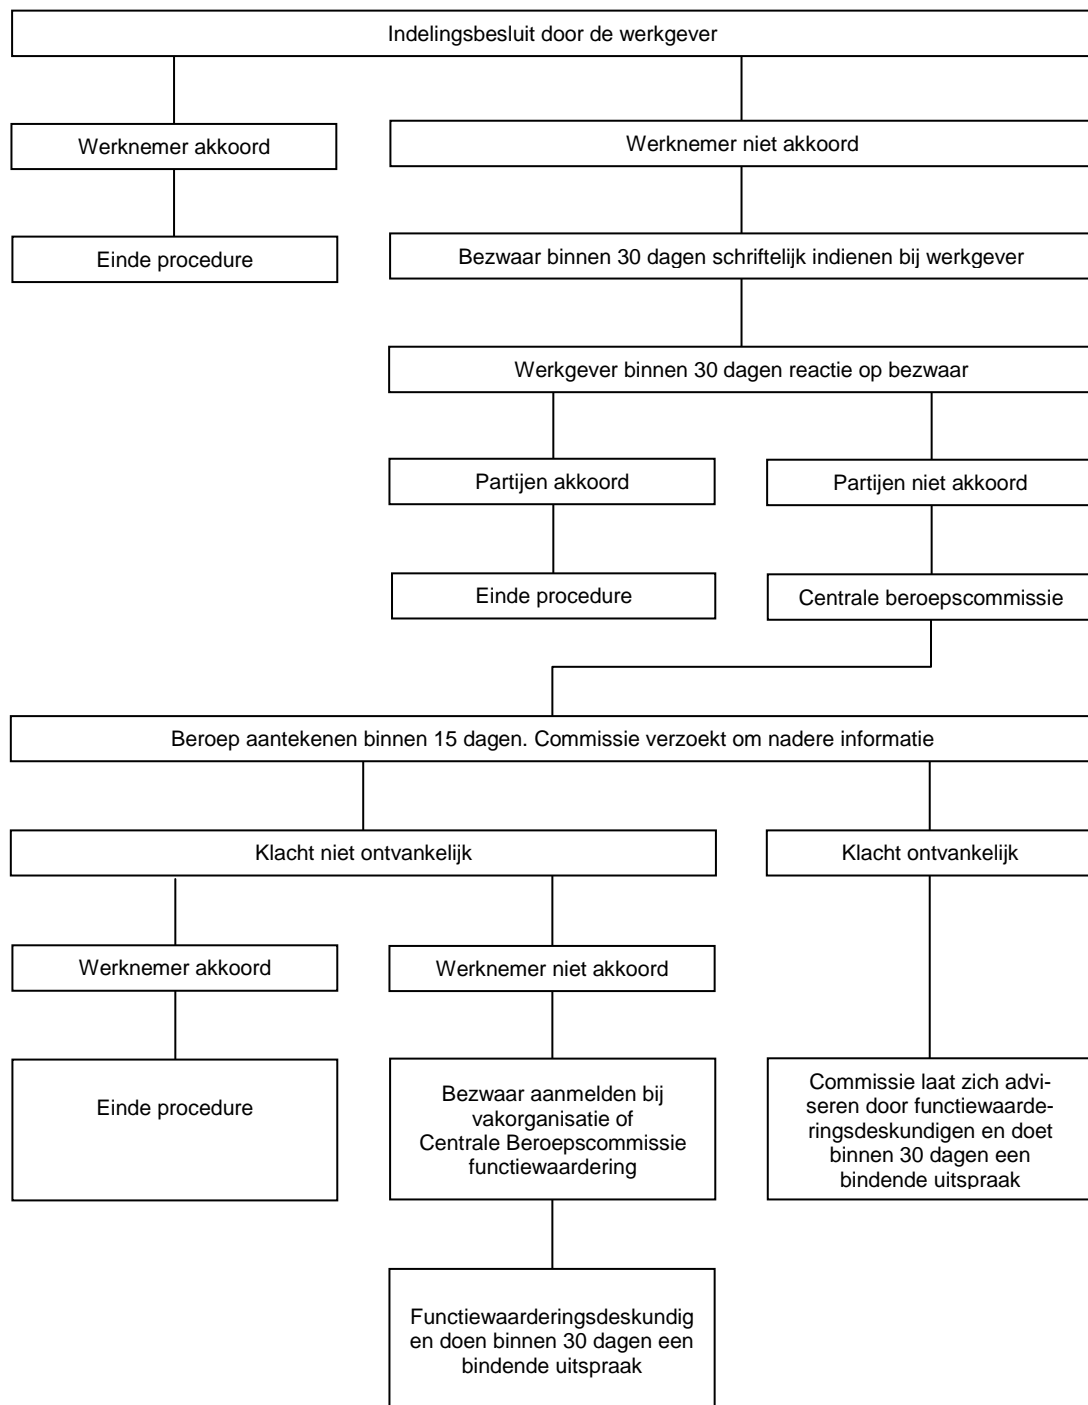 Indelingsbesluit door de werkgever
Werknemer akkoord
Werknemer niet akkoord
Einde procedure
Bezwaar binnen 30 dagen schriftelijk indienen bij werkgever
Werkgever binnen 30 dagen reactie op bezwaar
Partijen akkoord
Partijen niet akkoord
Einde procedure
Centrale beroepscommissie
Beroep aantekenen binnen 15 dagen. Commissie verzoekt om nadere informatie
Klacht niet ontvankelijk
Klacht ontvankelijk
Werknemer akkoord
Werknemer niet akkoord
Einde procedure
Bezwaar aanmelden bij
vakorganisatie of
Centrale Beroepscommissie
functiewaardering
Commissie laat zich advi-
seren door functiewaarde-
ringsdeskundigen en doet
binnen 30 dagen een
bindende uitspraak
Functiewaarderingsdeskundig
en doen binnen 30 dagen een
bindende uitspraak